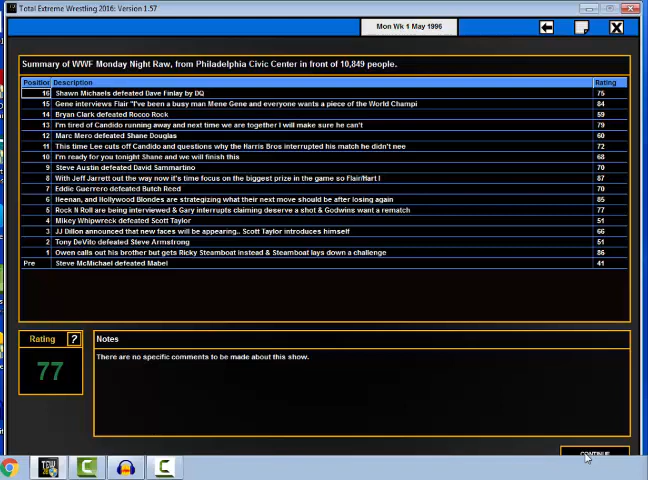 Total Extreme Wrestling 2016: Version 1.57
Mon Wk 1 May 1996
Summary of WWF Monday Night Raw, from Philadelphia Civic Center in front of 10,849 people.
Position Description Rating
16 Shawn Michaels defeated Dave Finlay by DQ 75
15 Gene interviews Flair "I've been a busy man Mene Gene and everyone wants a piece of the World Champi 84
14 Bryan Clark defeated Rocco Rock 59
13 I'm tired of Candido running away and next time we are together I will make sure he can't 79
12 Marc Mero defeated Shane Douglas 60
11 This time Lee cuts off Candido and questions why the Harris Bros interrupted his match he didn't nee 72
10 I'm ready for you tonight Shane and we will finish this 68
9 Steve Austin defeated David Sammartino 70
8 With Jeff Jarrett out the way now it's time focus on the biggest prize in the game so Flair/Hart I 87
7 Eddie Guerrero defeated Butch Reed 70
6 Heenan, and Hollywood Blondes are strategizing what their next move should be after losing again 85
5 Rock N Roll are being interviewed & Gary interrupts claiming deserve a shot & Godwins want a rematch 77
4 Mikey Whipwreck defeated Scott Taylor 51
3 JJ Dillon announced that new faces will be appearing.. Scott Taylor introduces himself 66
2 Tony DeVito defeated Steve Armstrong 51
1 Owen calls out his brother but gets Ricky Steamboat instead & Steamboat lays down a challenge 86
Pre Steve McMichael defeated Mabel 41
Rating ?
77
Notes
There are no specific comments to be made about this show.
CONTINUE